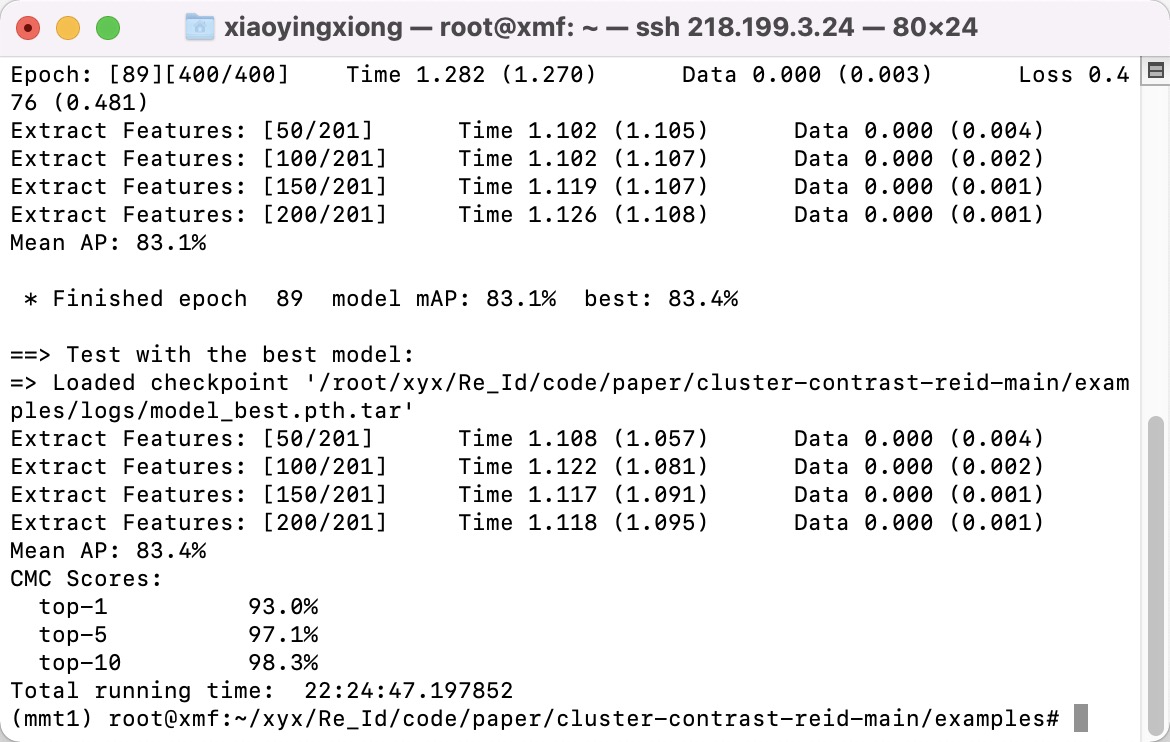 xiaoyingxiong — root@xmf: ~ — ssh 218.199.3.24 — 80×24
Epoch: [89][400/400]    Time 1.282 (1.270)      Data 0.000 (0.003)      Loss 0.4
76 (0.481)
Extract Features: [50/201]      Time 1.102 (1.105)      Data 0.000 (0.004)
Extract Features: [100/201]     Time 1.102 (1.107)      Data 0.000 (0.002)
Extract Features: [150/201]     Time 1.119 (1.107)      Data 0.000 (0.001)
Extract Features: [200/201]     Time 1.126 (1.108)      Data 0.000 (0.001)
Mean AP: 83.1%
 * Finished epoch  89  model mAP: 83.1%  best: 83.4%
==> Test with the best model:
=> Loaded checkpoint '/root/xyx/Re_Id/code/paper/cluster-contrast-reid-main/exam
ples/logs/model_best.pth.tar'
Extract Features: [50/201]      Time 1.108 (1.057)      Data 0.000 (0.004)
Extract Features: [100/201]     Time 1.122 (1.081)      Data 0.000 (0.002)
Extract Features: [150/201]     Time 1.117 (1.091)      Data 0.000 (0.001)
Extract Features: [200/201]     Time 1.118 (1.095)      Data 0.000 (0.001)
Mean AP: 83.4%
CMC Scores:
  top-1          93.0%
  top-5          97.1%
  top-10         98.3%
Total running time:  22:24:47.197852
(mmt1) root@xmf:~/xyx/Re_Id/code/paper/cluster-contrast-reid-main/examples#